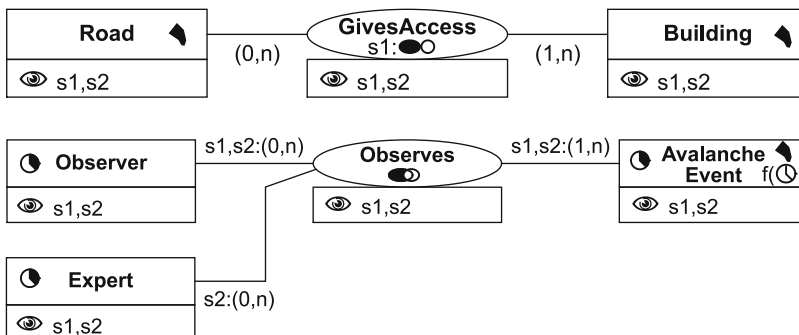 Road
(0,n)
GivesAccess
s1:
(1,n)
Building
s1,s2
s1,s2
s1,s2
Observer
s1,s2:(0,n)
Observes
s1,s2:(1,n)
Avalanche
Event f(
s1,s2
s1,s2
s1,s2
Expert
s2:(0,n)
s1,s2